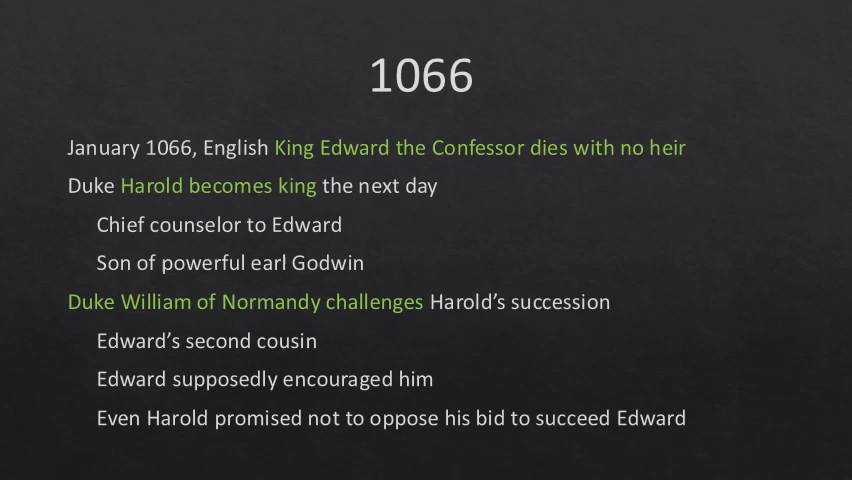 1066
January 1066, English King Edward the Confessor dies with no heir
Duke Harold becomes king the next day
Chief counselor to Edward
Son of powerful earl Godwin
Duke William of Normandy challenges Harold’s succession
Edward’s second cousin
Edward supposedly encouraged him
Even Harold promised not to oppose his bid to succeed Edward